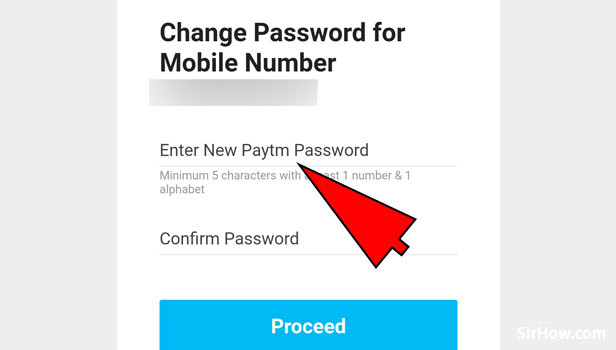 Change Password for
Mobile Number
Enter New Paytm Password
Minimum 5 characters with ast 1 number & 1
alphabet
Confirm Password
Proceed
SirHow.com